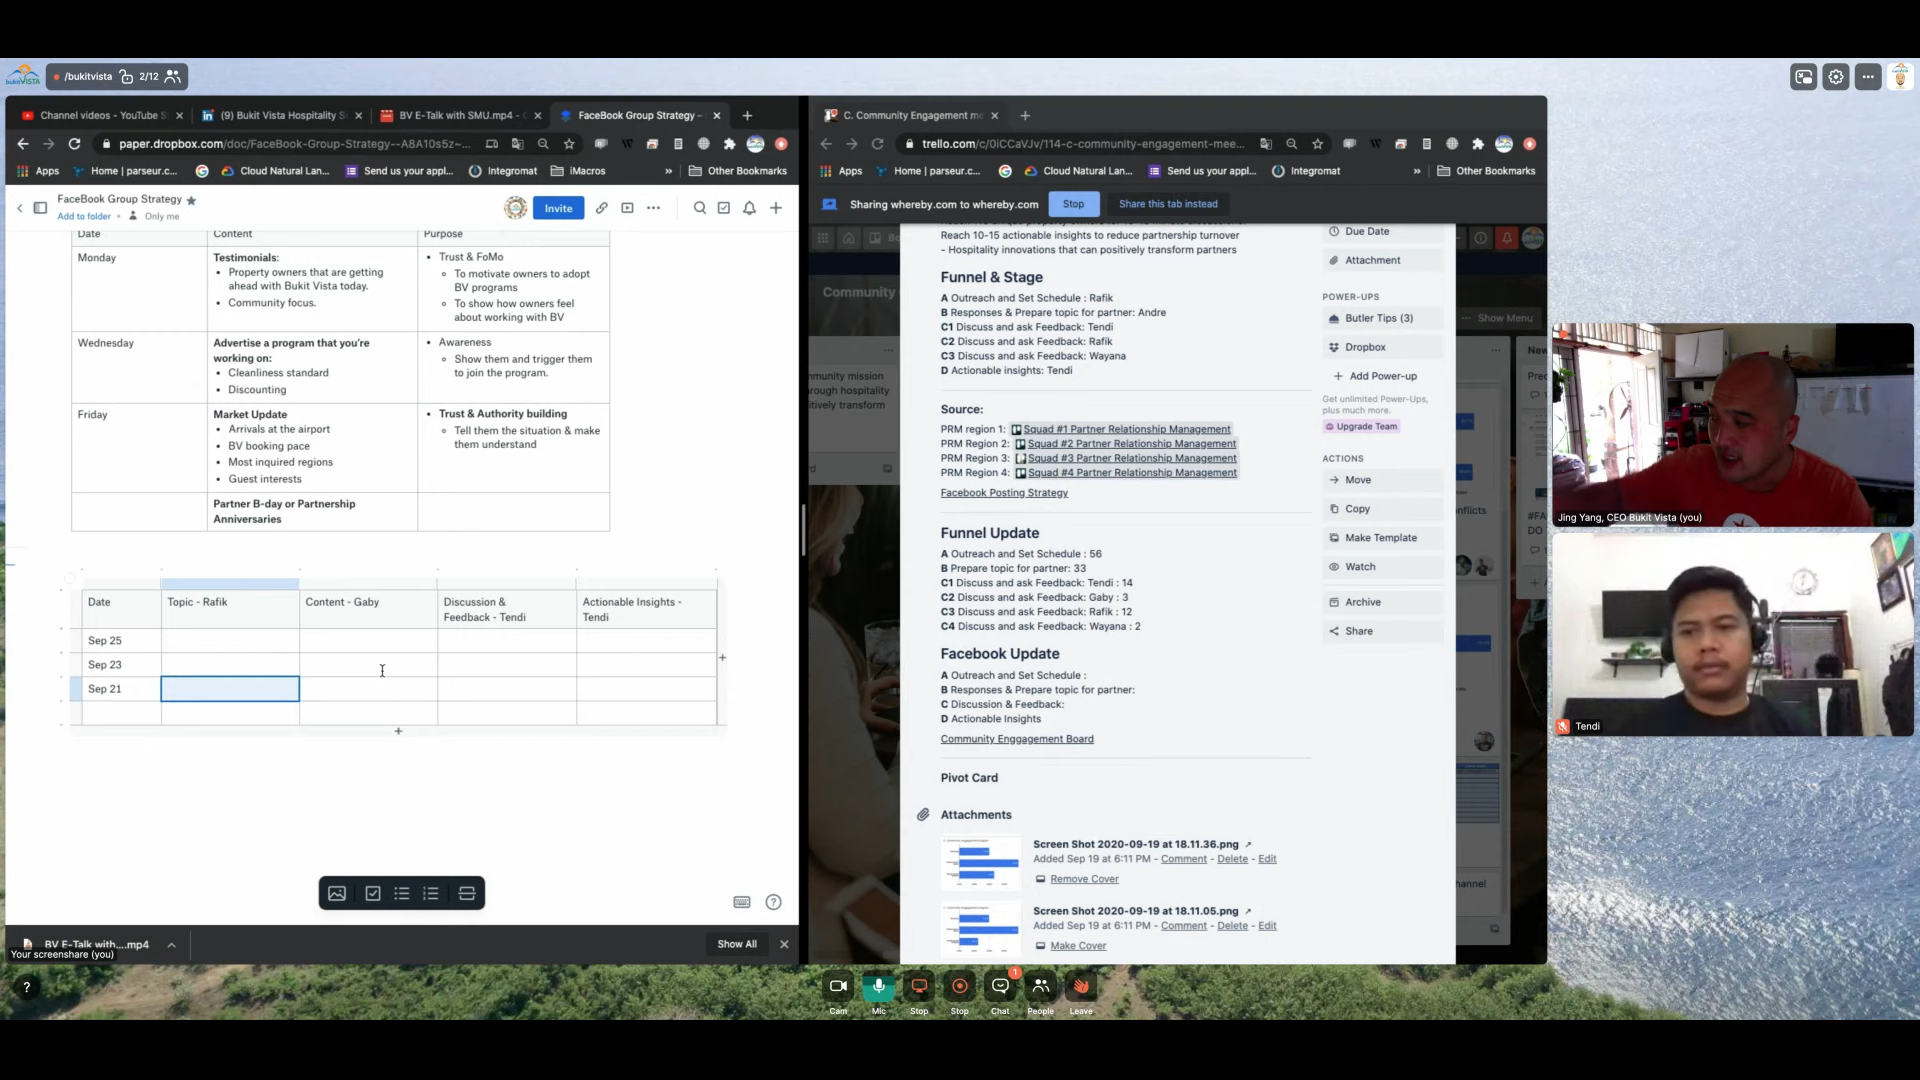 /bukitvista 2/12
Channel videos - YouTube S
(9) Bukit Vista Hospitality S
BV E-Talk with SMU.mp4 -
FaceBook Group Strategy -
paper.dropbox.com/doc/FaceBook-Group-Strategy--A8A10s5z~...
Apps
Home | parseur.c...
Cloud Natural Lan...
Send us your appl...
Integromat
iMacros
Other Bookmarks
FaceBook Group Strategy
Add to folder
Only me
Invite
Date Content Purpose
Monday
Testimonials:
Property owners that are getting
ahead with Bukit Vista today.
Community focus.
Trust & FoMo
To motivate owners to adopt
BV programs
To show how owners feel
about working with BV
Wednesday
Advertise a program that you're
working on:
Cleanliness standard
Discounting
Awareness
Show them and trigger them
to join the program.
Friday
Market Update
Arrivals at the airport
BV booking pace
Most inquired regions
Guest interests
Trust & Authority building
Tell them the situation & make
them understand
Partner B-day or Partnership
Anniversaries
Date
Topic - Rafik
Content - Gaby
Discussion &
Feedback - Tendi
Actionable Insights -
Tendi
Sep 25
Sep 23
Sep 21
BV E-Talk with....mp4
Show All
Your screenshare (you)
C. Community Engagement me
trello.com/c/0iCCaVJv/114-c-community-engagement-mee...
Apps
Home | parseur.c...
Cloud Natural Lan...
Send us your appl...
Integromat
Other Bookmarks
Sharing whereby.com to whereby.com
Stop
Share this tab instead
Reach 10-15 actionable insights to reduce partnership turnover
- Hospitality innovations that can positively transform partners
Funnel & Stage
A Outreach and Set Schedule : Rafik
B Responses & Prepare topic for partner: Andre
C1 Discuss and ask Feedback: Tendi
C2 Discuss and ask Feedback: Rafik
C3 Discuss and ask Feedback: Wayana
D Actionable insights: Tendi
Source:
PRM region 1: Squad #1 Partner Relationship Management
PRM Region 2: Squad #2 Partner Relationship Management
PRM Region 3: Squad #3 Partner Relationship Management
PRM Region 4: Squad #4 Partner Relationship Management
Facebook Posting Strategy
Funnel Update
A Outreach and Set Schedule : 56
B Prepare topic for partner: 33
C1 Discuss and ask Feedback: Tendi : 14
C2 Discuss and ask Feedback: Gaby : 3
C3 Discuss and ask Feedback: Rafik : 12
C4 Discuss and ask Feedback: Wayana : 2
Facebook Update
A Outreach and Set Schedule :
B Responses & Prepare topic for partner:
C Discussion & Feedback:
D Actionable Insights
Community Enggagement Board
Pivot Card
Attachments
Screen Shot 2020-09-19 at 18.11.36.png
Added Sep 19 at 6:11 PM - Comment - Delete - Edit
Remove Cover
Screen Shot 2020-09-19 at 18.11.05.png
Added Sep 19 at 6:11 PM - Comment - Delete - Edit
Make Cover
Due Date
Attachment
POWER-UPS
Butler Tips (3)
Dropbox
Add Power-up
Get unlimited Power-Ups,
plus much more.
Upgrade Team
ACTIONS
Move
Copy
Make Template
Watch
Archive
Share
Community
Show Menu
Jing Yang, CEO Bukit Vista (you)
Tendi
Cam
Mic
Stop
Stop
1
Chat
People
Leave